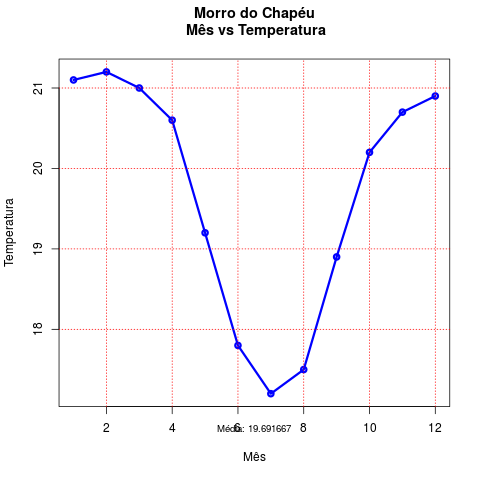 Morro do Chapéu
Mês vs Temperatura
21
20
19
18
Temperatura
2 4 6 8 10 12
Média: 19.691667
Mês